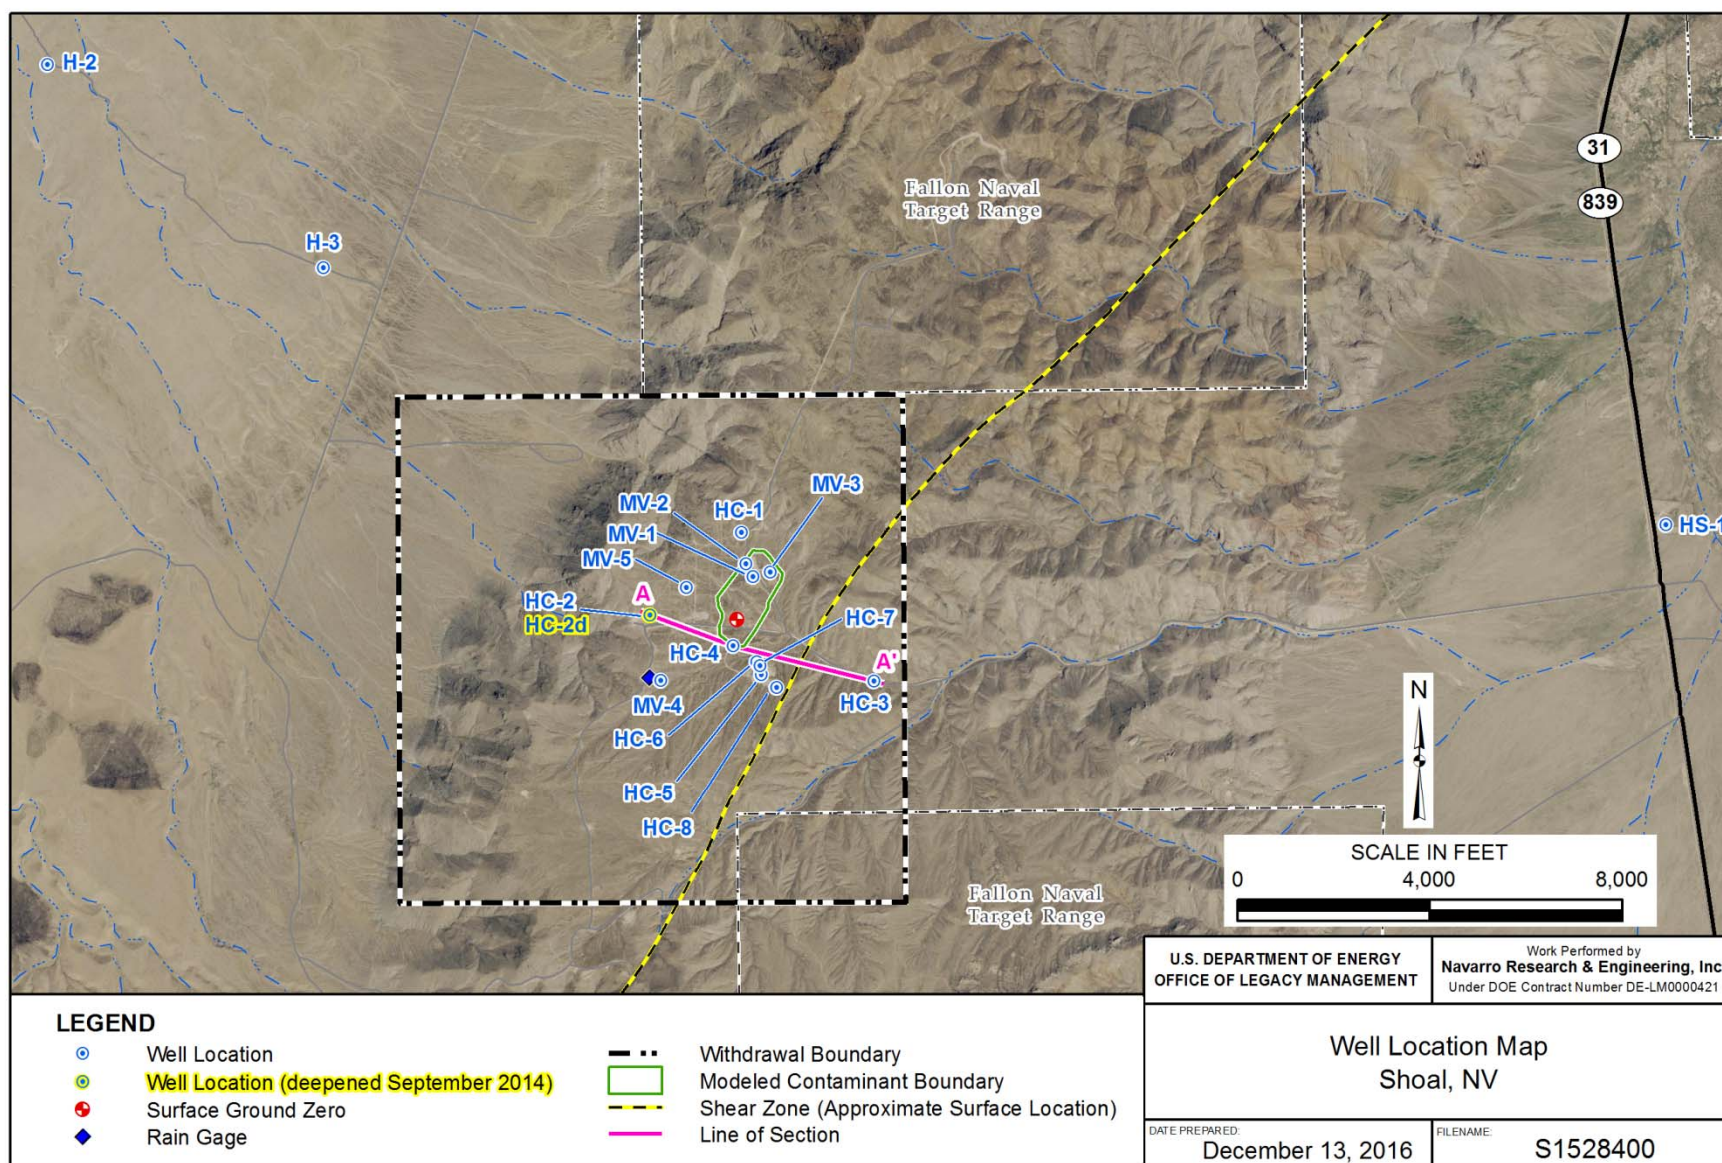 H-2
31
Fallon Naval
Target Range
839
H-3
MV-3
MV-2
HC-1
MV-1
HS-1
MV-5
A
HC-2
HC-7
HC-2d
HC-4
A'
MV-4
HC-3
N
HC-6
HC-5
HC-8
SCALE IN FEET
0 4,000 8,000
Fallon Naval
Target Range
U.S. DEPARTMENT OF ENERGY
OFFICE OF LEGACY MANAGEMENT
Work Performed by
Navarro Research & Engineering, Inc
Under DOE Contract Number DE-LM0000421
LEGEND
Well Location
Well Location (deepened September 2014)
Surface Ground Zero
Rain Gage
Withdrawal Boundary
Modeled Contaminant Boundary
Shear Zone (Approximate Surface Location)
Line of Section
Well Location Map
Shoal, NV
DATE PREPARED:
December 13, 2016
FILENAME:
S1528400